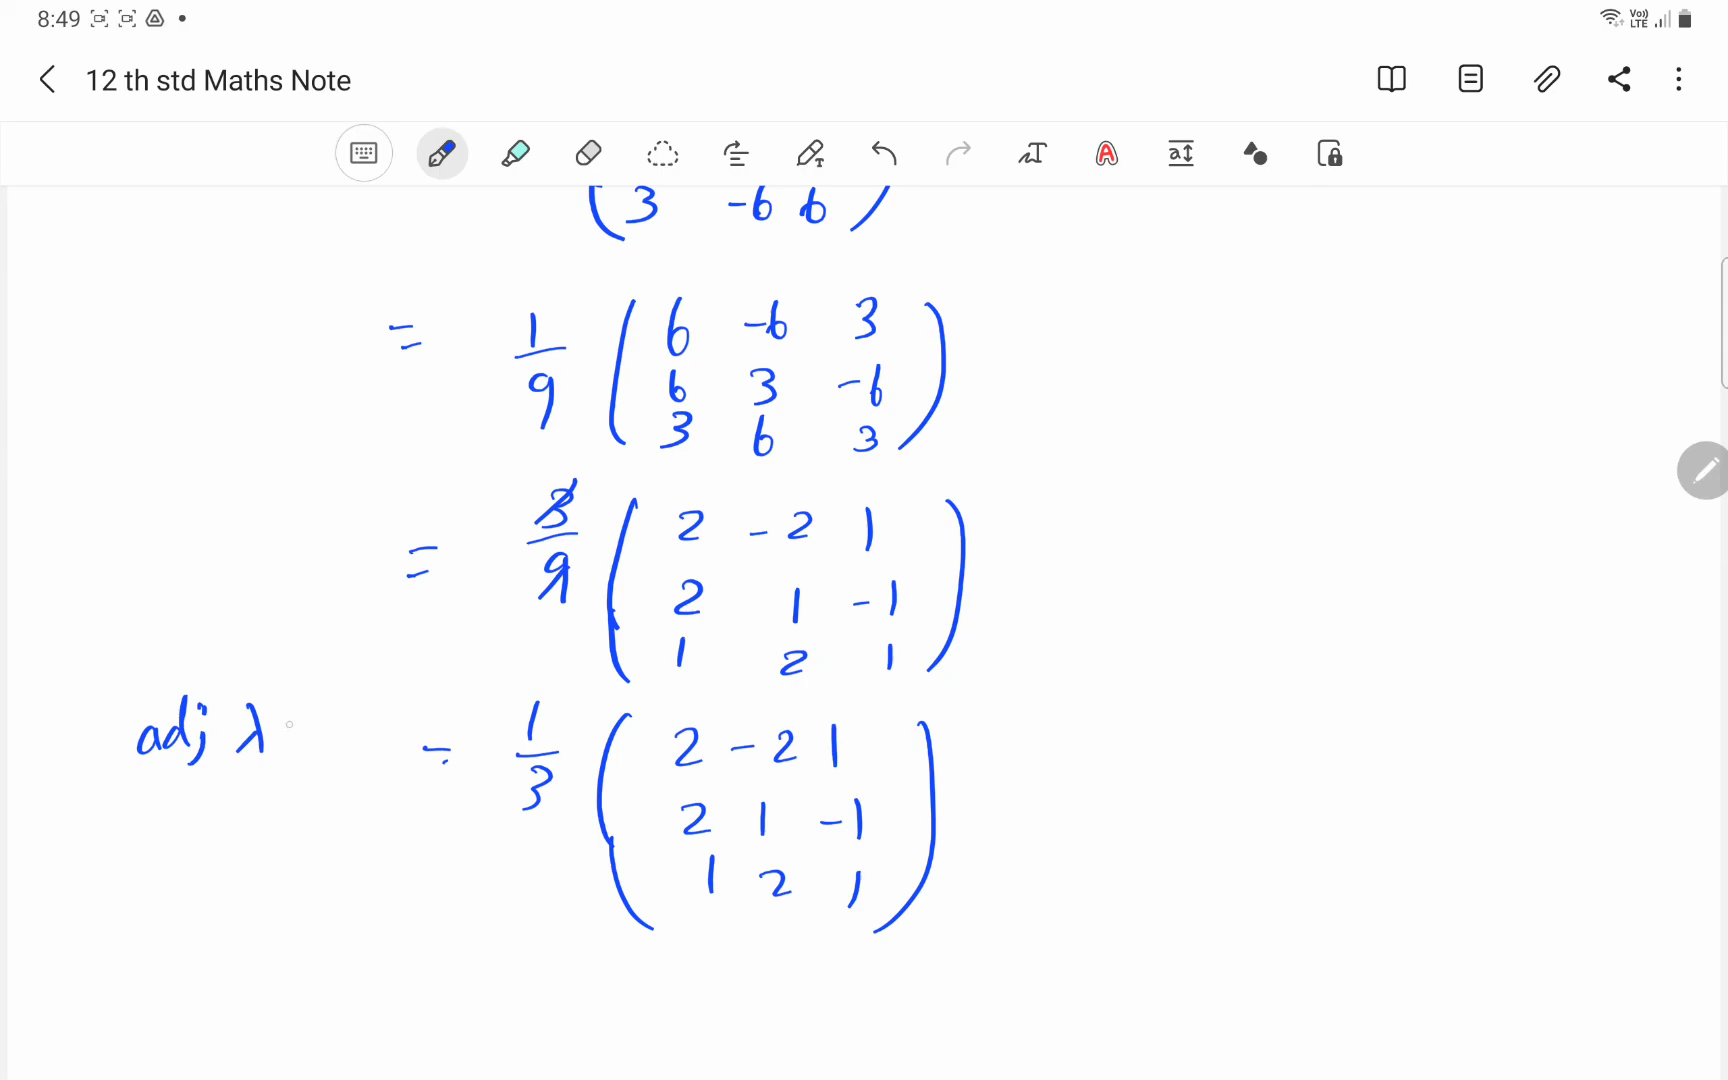 8:49 Vo) LTE
12 th std Maths Note
a
A
(3 -6 6)
= 1/9 (6 -6 3
6 3 -6
3 6 3)
= 3/9 (2 -2 1
2 1 -1
1 2 1)
adj λ = 1/3 (2 -2 1
2 1 -1
1 2 1)